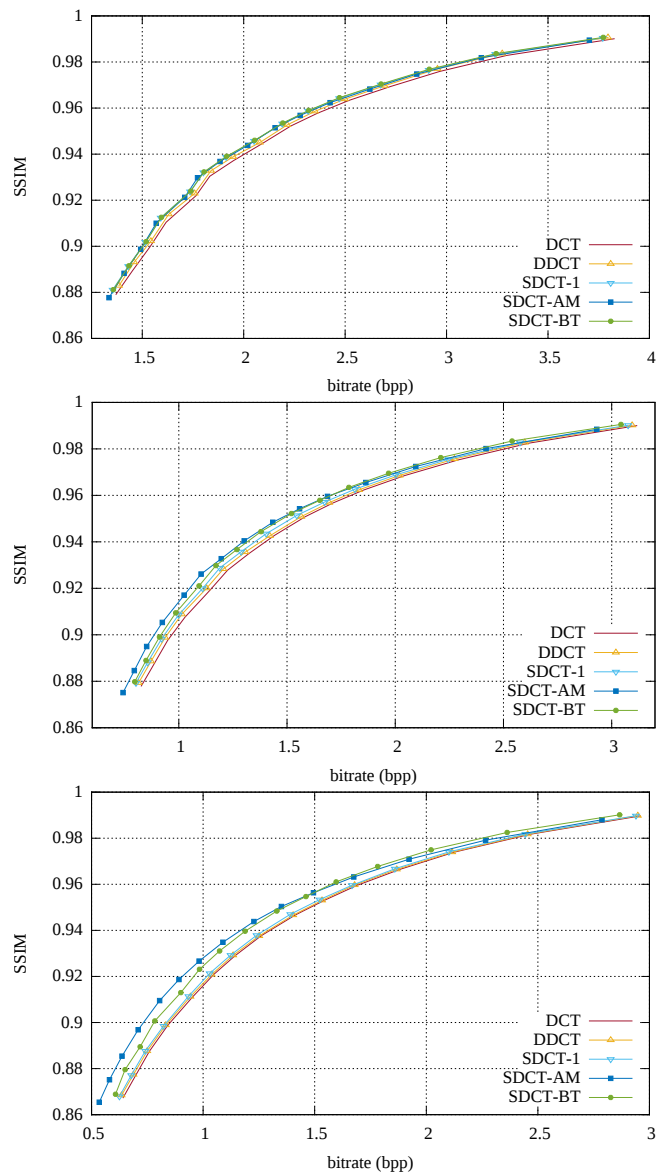 1
0.98
0.96
0.94
SSIM
0.92
0.9
DCT
DDCT
SDCT-1
0.88
SDCT-AM
SDCT-BT
0.86
1.5 2 2.5 3 3.5 4
bitrate (bpp)
1
0.98
0.96
0.94
SSIM
0.92
0.9
DCT
DDCT
SDCT-1
0.88
SDCT-AM
SDCT-BT
0.86
1 1.5 2 2.5 3
bitrate (bpp)
1
0.98
0.96
0.94
SSIM
0.92
0.9
DCT
DDCT
SDCT-1
0.88
SDCT-AM
SDCT-BT
0.86
0.5 1 1.5 2 2.5 3
bitrate (bpp)